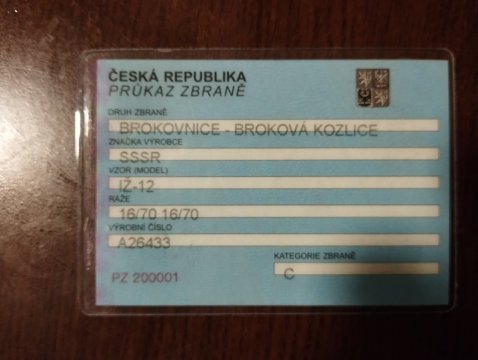 ČESKÁ REPUBLIKA
PRŮKAZ ZBRANĚ
DRUH ZBRANĚ
BROKOVNICE - BROKOVÁ KOZLICE
ZNAČKA VÝROBCE
SSSR
VZOR (MODEL)
IŽ-12
RÁŽE
16/70 16/70
VÝROBNÍ ČÍSLO
A26433
KATEGORIE ZBRANĚ
C
PZ 200001